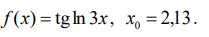 f(x) = tg ln 3x, x₀ = 2,13.